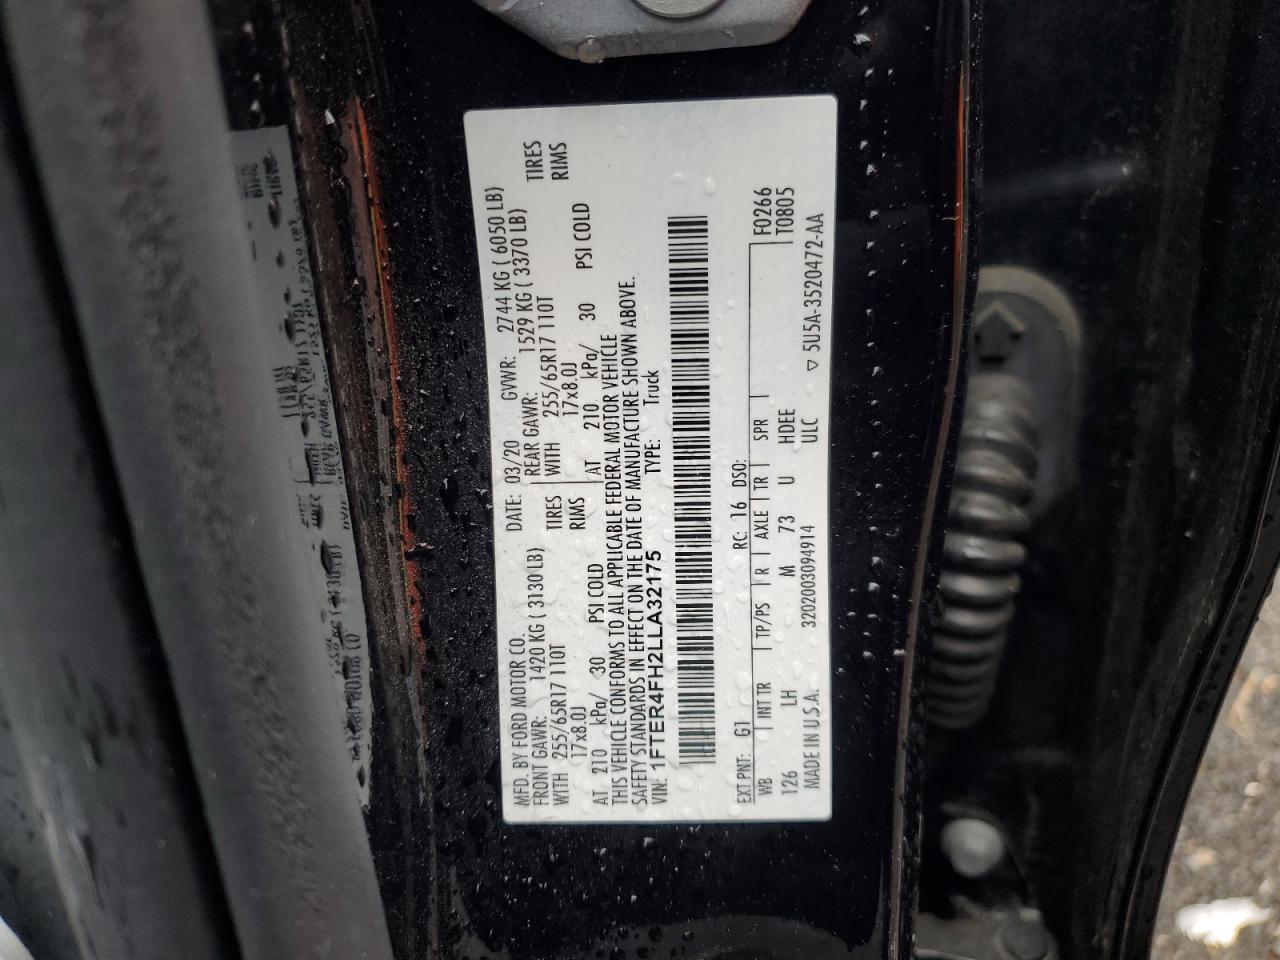 MFD. BY FORD MOTOR CO. DATE: 03/20 GVWR: 2744 KG ( 6050 LB)
FRONT GAWR: 1420 KG ( 3130 LB) REAR GAWR: 1529 KG ( 3370 LB)
WITH 255/65R17 110T TIRES WITH 255/65R17 110T TIRES
17x8.0J RIMS 17x8.0J RIMS
AT 210 kPa/ 30 PSI COLD AT 210 kPa/ 30 PSI COLD
THIS VEHICLE CONFORMS TO ALL APPLICABLE FEDERAL MOTOR VEHICLE
SAFETY STANDARDS IN EFFECT ON THE DATE OF MANUFACTURE SHOWN ABOVE.
VIN: 1FTER4FH2LLA32175 TYPE: Truck
EXT PNT: G1 RC: 16 DSO: F0266
WB INT TR TP/PS R AXLE TR SPR T0805
126 LH M 73 U HDEE
MADE IN U.S.A. 3202003094914 ULC ▽ 5U5A-3520472-AA